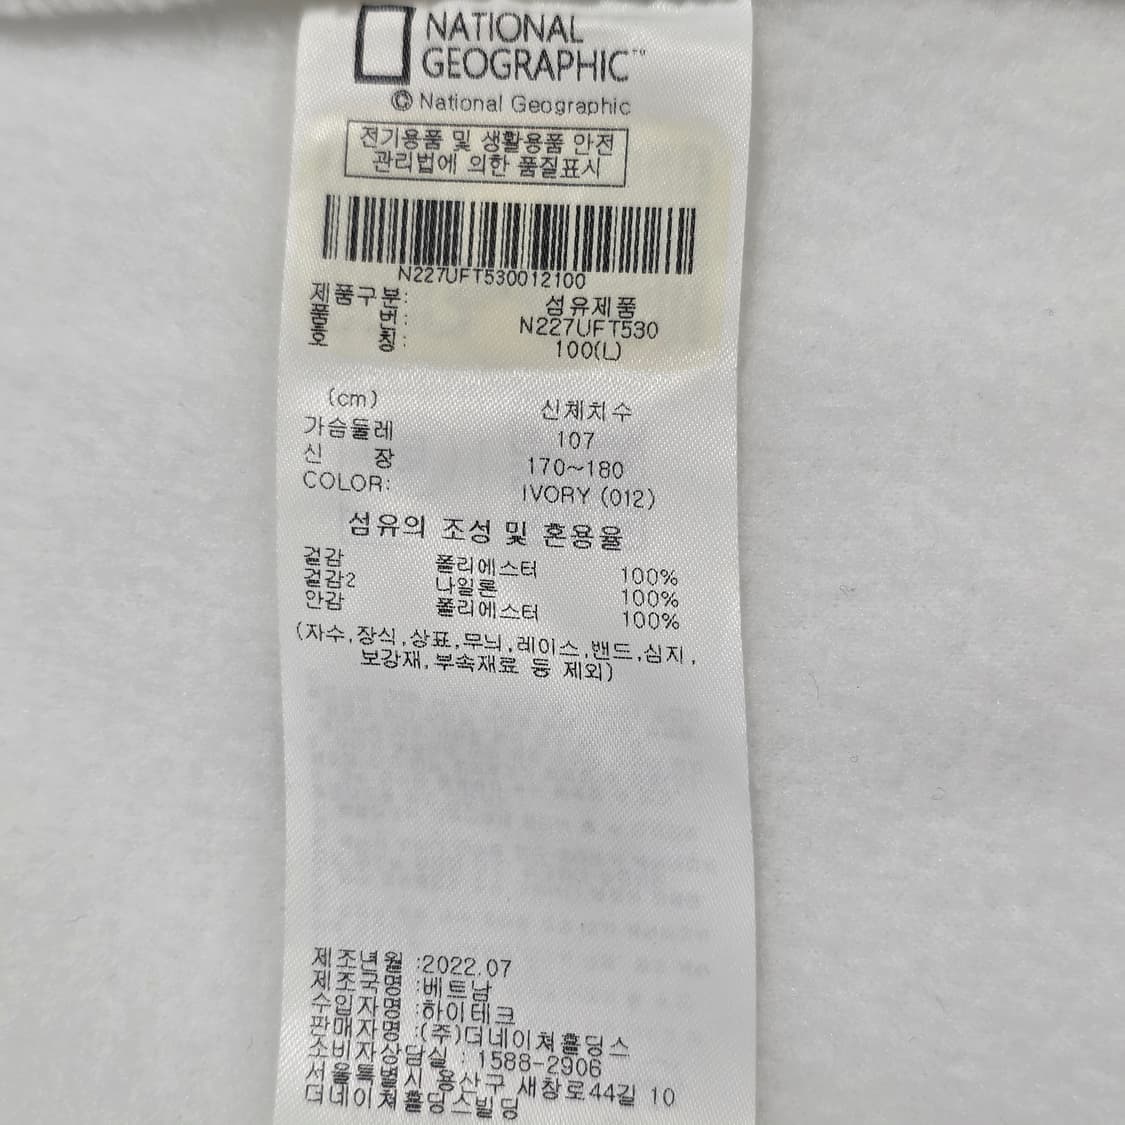 NATIONAL
GEOGRAPHIC™
© National Geographic
전기용품 및 생활용품 안전
관리법에 의한 품질표시
N227UFT530012100
제품구분: 섬유제품
품 번: N227UFT530
호 칭: 100(L)
(cm) 신체치수
가슴둘레 107
신 장 170~180
COLOR: IVORY (012)
섬유의 조성 및 혼용율
겉감 폴리에스터 100%
겉감2 나일론 100%
안감 폴리에스터 100%
(자수,장식,상표,무늬,레이스,밴드,심지,
보강재,부속재료 등 제외)
제조년월 :2022.07
제조국명 :베트남
수입자명 :하이테크
판매자명 :(주)더네이쳐홀딩스
소비자상담실 : 1588-2906
서울특별시 용산구 새창로44길 10
더네이쳐홀딩스빌딩